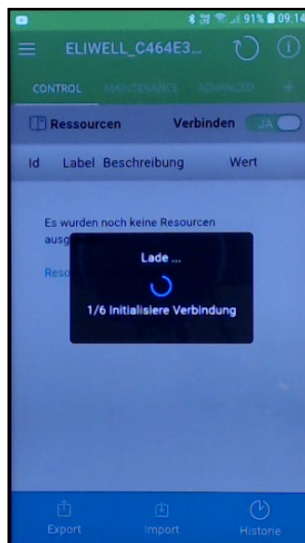 91% 09:14
ELIWELL_C464E3...
CONTROL MAINTENANCE ADVANCED +
Ressourcen Verbinden JA
Id Label Beschreibung Wert
Es wurden noch keine Resourcen
ausg
Reso
Lade ...
1/6 Initialisiere Verbindung
Export Import Historie